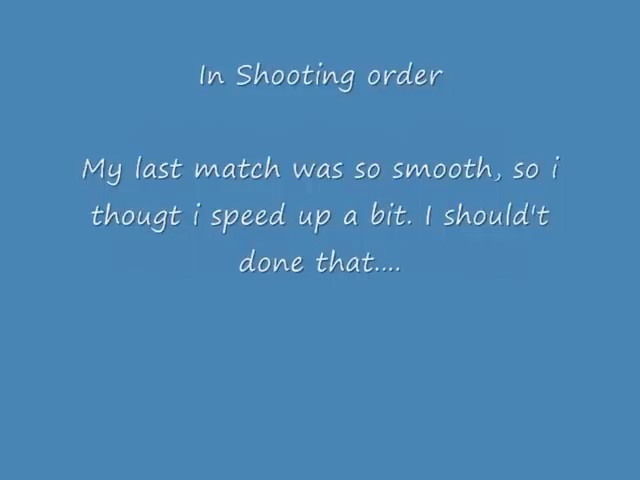 In Shooting order
My last match was so smooth, so i
thougt i speed up a bit. I should't
done that....